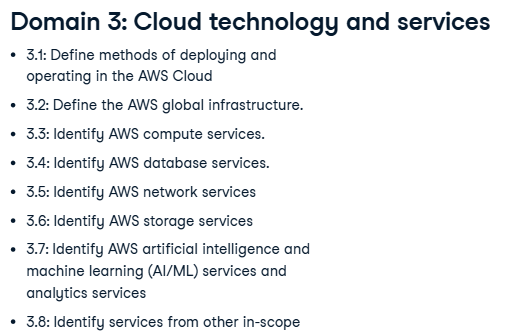 Domain 3: Cloud technology and services
• 3.1: Define methods of deploying and
operating in the AWS Cloud
• 3.2: Define the AWS global infrastructure.
• 3.3: Identify AWS compute services.
• 3.4: Identify AWS database services.
• 3.5: Identify AWS network services
• 3.6: Identify AWS storage services
• 3.7: Identify AWS artificial intelligence and
machine learning (AI/ML) services and
analytics services
• 3.8: Identify services from other in-scope